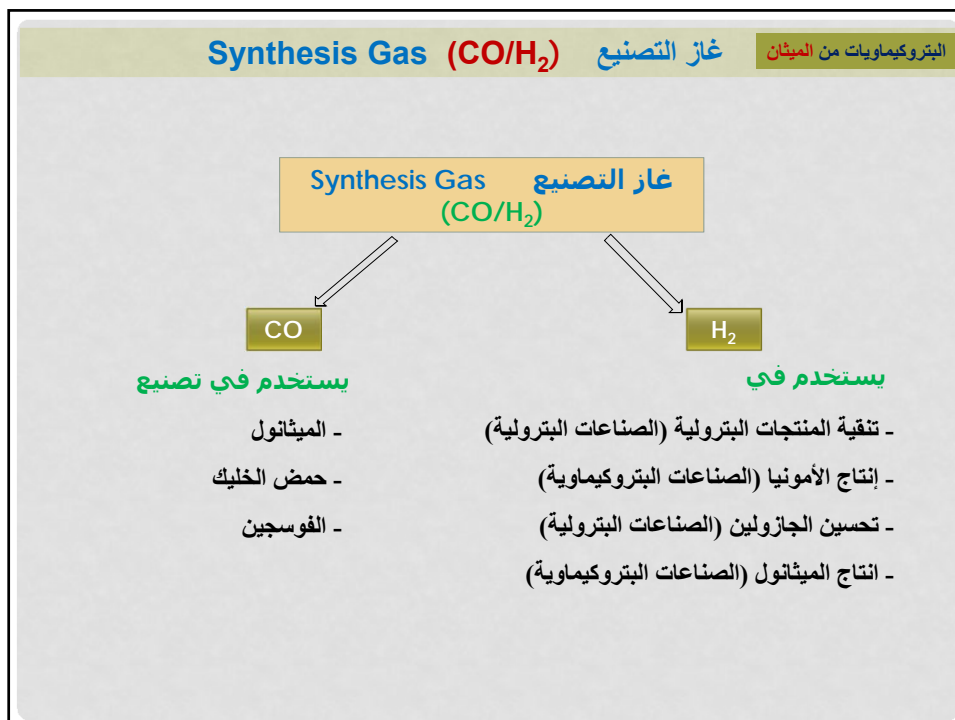 البتروكيماويات من الميثان
غاز التصنيع Synthesis Gas (CO/H₂)
غاز التصنيع Synthesis Gas
(CO/H₂)
H₂
يستخدم في
- تنقية المنتجات البترولية (الصناعات البترولية)
- إنتاج الأمونيا (الصناعات البتروكيماوية)
- تحسين الجازولين (الصناعات البترولية)
- انتاج الميثانول (الصناعات البتروكيماوية)
CO
يستخدم في تصنيع
- الميثانول
- حمض الخليك
- الفوسجين